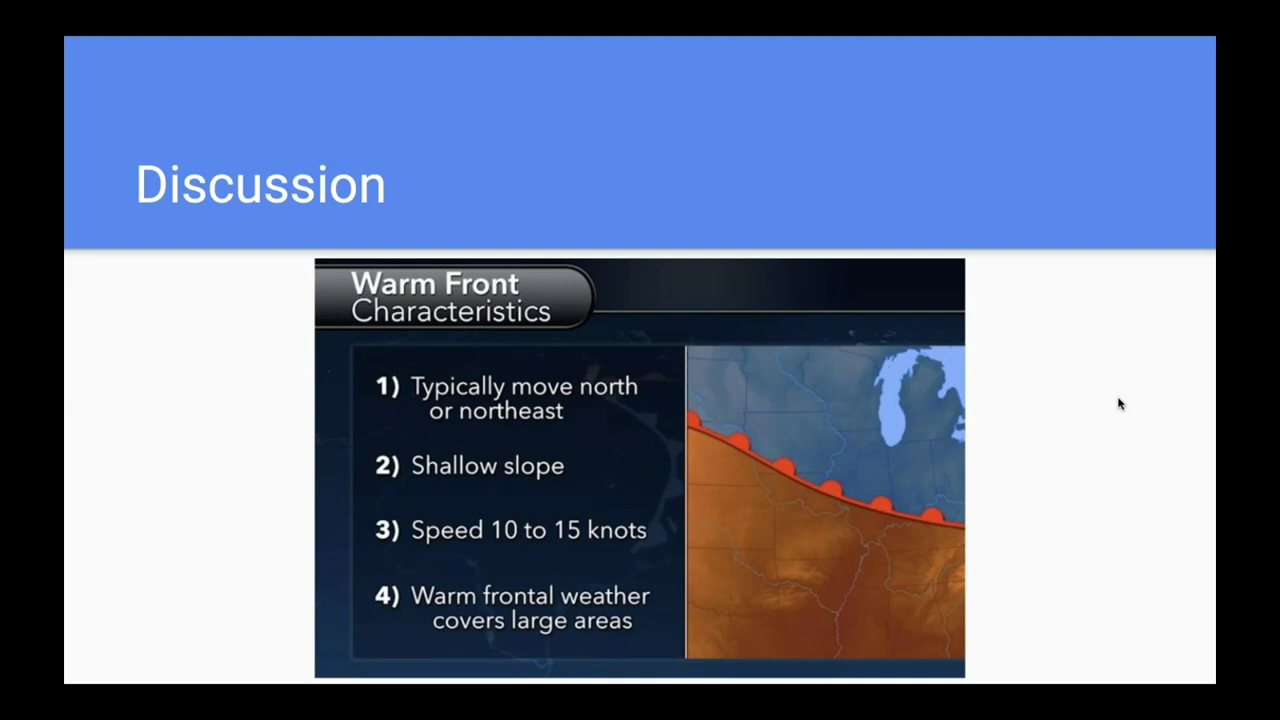 Discussion
Warm Front
Characteristics
1) Typically move north
or northeast
2) Shallow slope
3) Speed 10 to 15 knots
4) Warm frontal weather
covers large areas